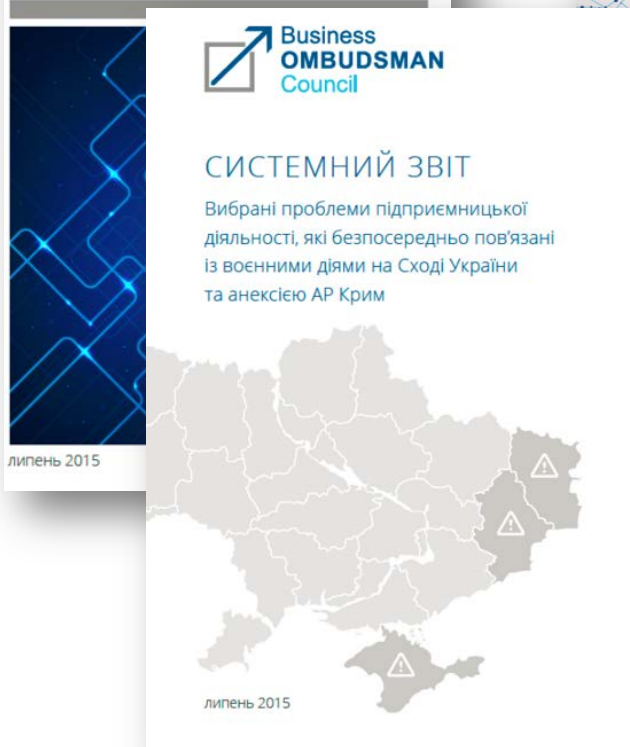 Business
OMBUDSMAN
Council
СИСТЕМНИЙ ЗВІТ
Вибрані проблеми підприємницької
діяльності, які безпосередньо пов'язані
із воєнними діями на Сході України
та анексією АР Крим
липень 2015
липень 2015